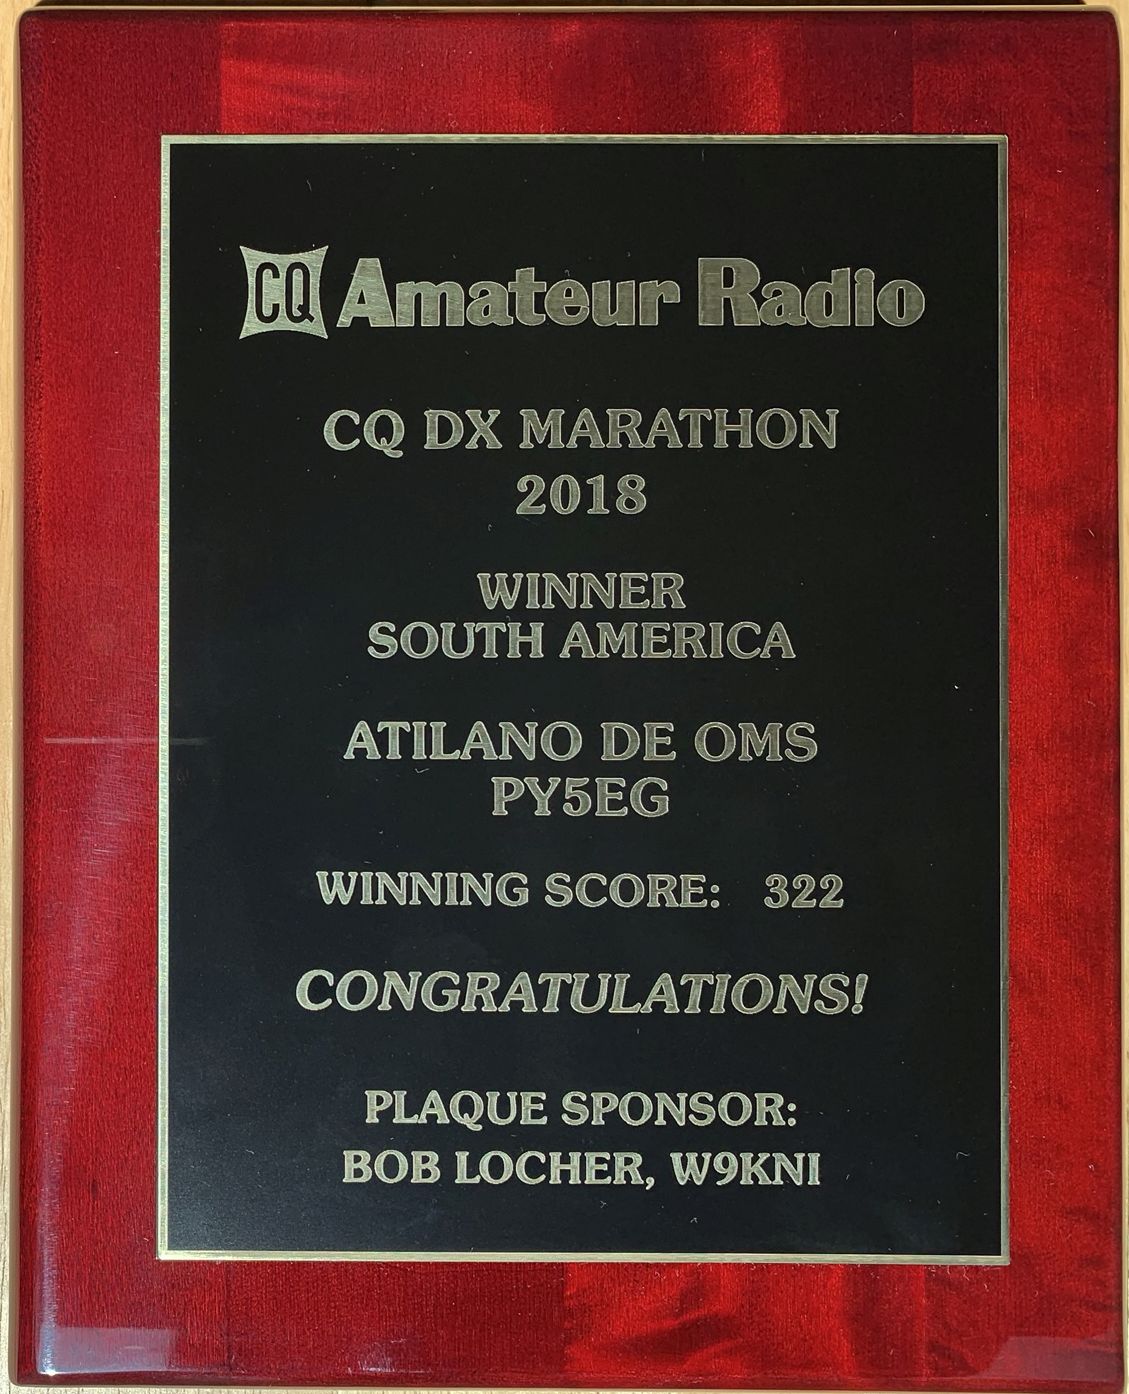 CQ Amateur Radio
CQ DX MARATHON
2018
WINNER
SOUTH AMERICA
ATILANO DE OMS
PY5EG
WINNING SCORE: 322
CONGRATULATIONS!
PLAQUE SPONSOR:
BOB LOCHER, W9KNI